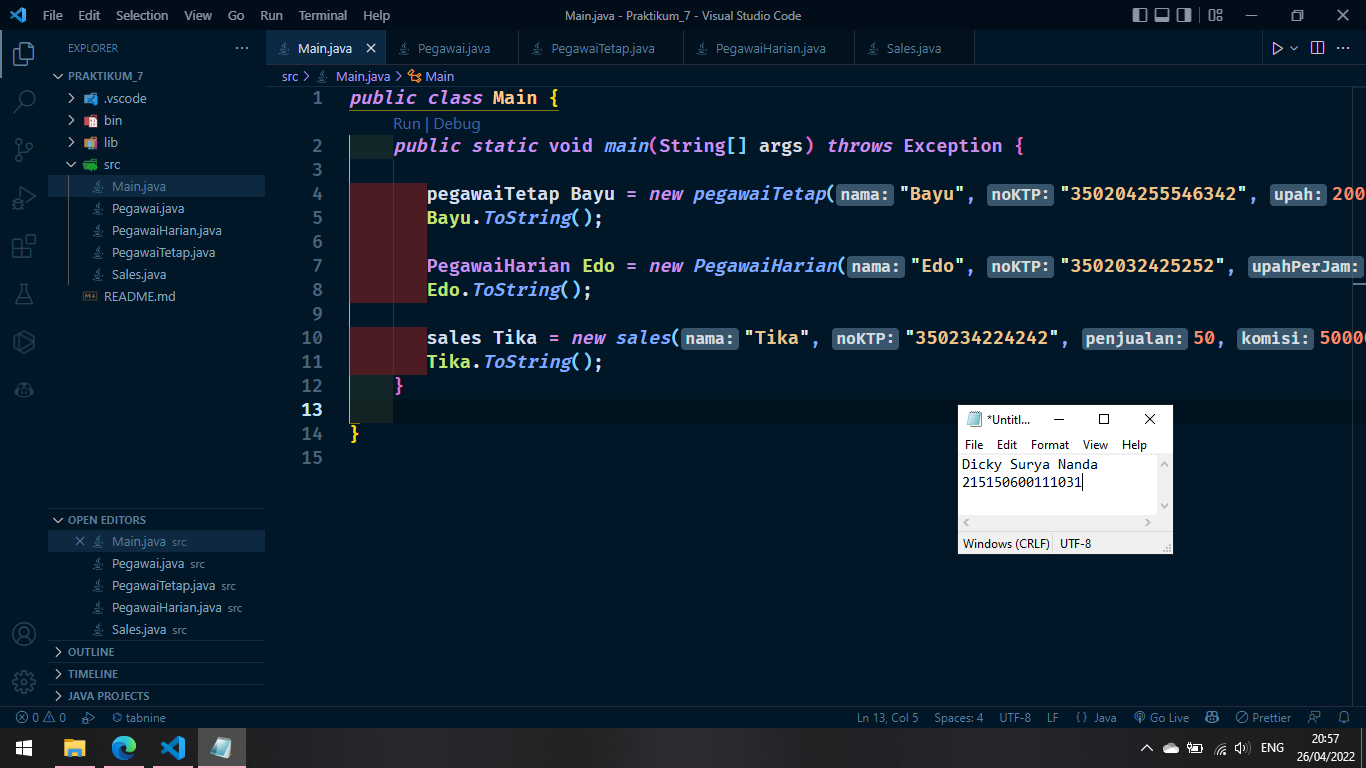 File Edit Selection View Go Run Terminal Help
Main.java - Praktikum_7 - Visual Studio Code
EXPLORER
PRAKTIKUM_7
.vscode
bin
lib
src
Main.java
Pegawai.java
PegawaiHarian.java
PegawaiTetap.java
Sales.java
README.md
OPEN EDITORS
Main.java src
Pegawai.java src
PegawaiTetap.java src
PegawaiHarian.java src
Sales.java src
OUTLINE
TIMELINE
JAVA PROJECTS
Main.java Pegawai.java PegawaiTetap.java PegawaiHarian.java Sales.java
src > Main.java > Main
1 public class Main {
Run | Debug
2 public static void main(String[] args) throws Exception {
3
4 pegawaiTetap Bayu = new pegawaiTetap(nama: "Bayu", noKTP: "350204255546342", upah: 200
5 Bayu.ToString();
6
7 PegawaiHarian Edo = new PegawaiHarian(nama: "Edo", noKTP: "3502032425252", upahPerJam:
8 Edo.ToString();
9
10 sales Tika = new sales(nama: "Tika", noKTP: "350234224242", penjualan: 50, komisi: 50000
11 Tika.ToString();
12 }
13
14 }
15
*Untitl...
File Edit Format View Help
Dicky Surya Nanda
215150600111031
Windows (CRLF) UTF-8
0 0 tabnine
Ln 13, Col 5 Spaces: 4 UTF-8 LF {} Java Go Live Prettier
ENG
20:57
26/04/2022